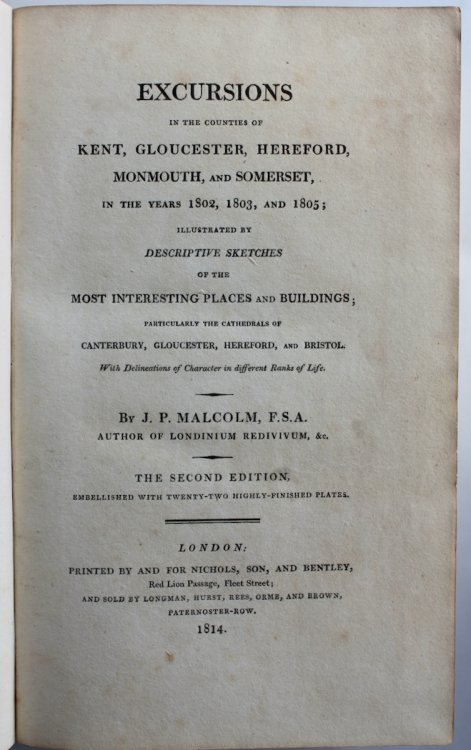 EXCURSIONS
IN THE COUNTIES OF
KENT, GLOUCESTER, HEREFORD,
MONMOUTH, AND SOMERSET,
IN THE YEARS 1802, 1803, AND 1805;
ILLUSTRATED BY
DESCRIPTIVE SKETCHES
OF THE
MOST INTERESTING PLACES AND BUILDINGS;
PARTICULARLY THE CATHEDRALS OF
CANTERBURY, GLOUCESTER, HEREFORD, AND BRISTOL.
With Delineations of Character in different Ranks of Life.
BY J. P. MALCOLM, F.S.A.
AUTHOR OF LONDINIUM REDIVIVUM, &c.
THE SECOND EDITION,
EMBELLISHED WITH TWENTY-TWO HIGHLY-FINISHED PLATES.
LONDON:
PRINTED BY AND FOR NICHOLS, SON, AND BENTLEY,
Red Lion Passage, Fleet Street;
AND SOLD BY LONGMAN, HURST, REES, ORME, AND BROWN,
PATERNOSTER-ROW.
1814.